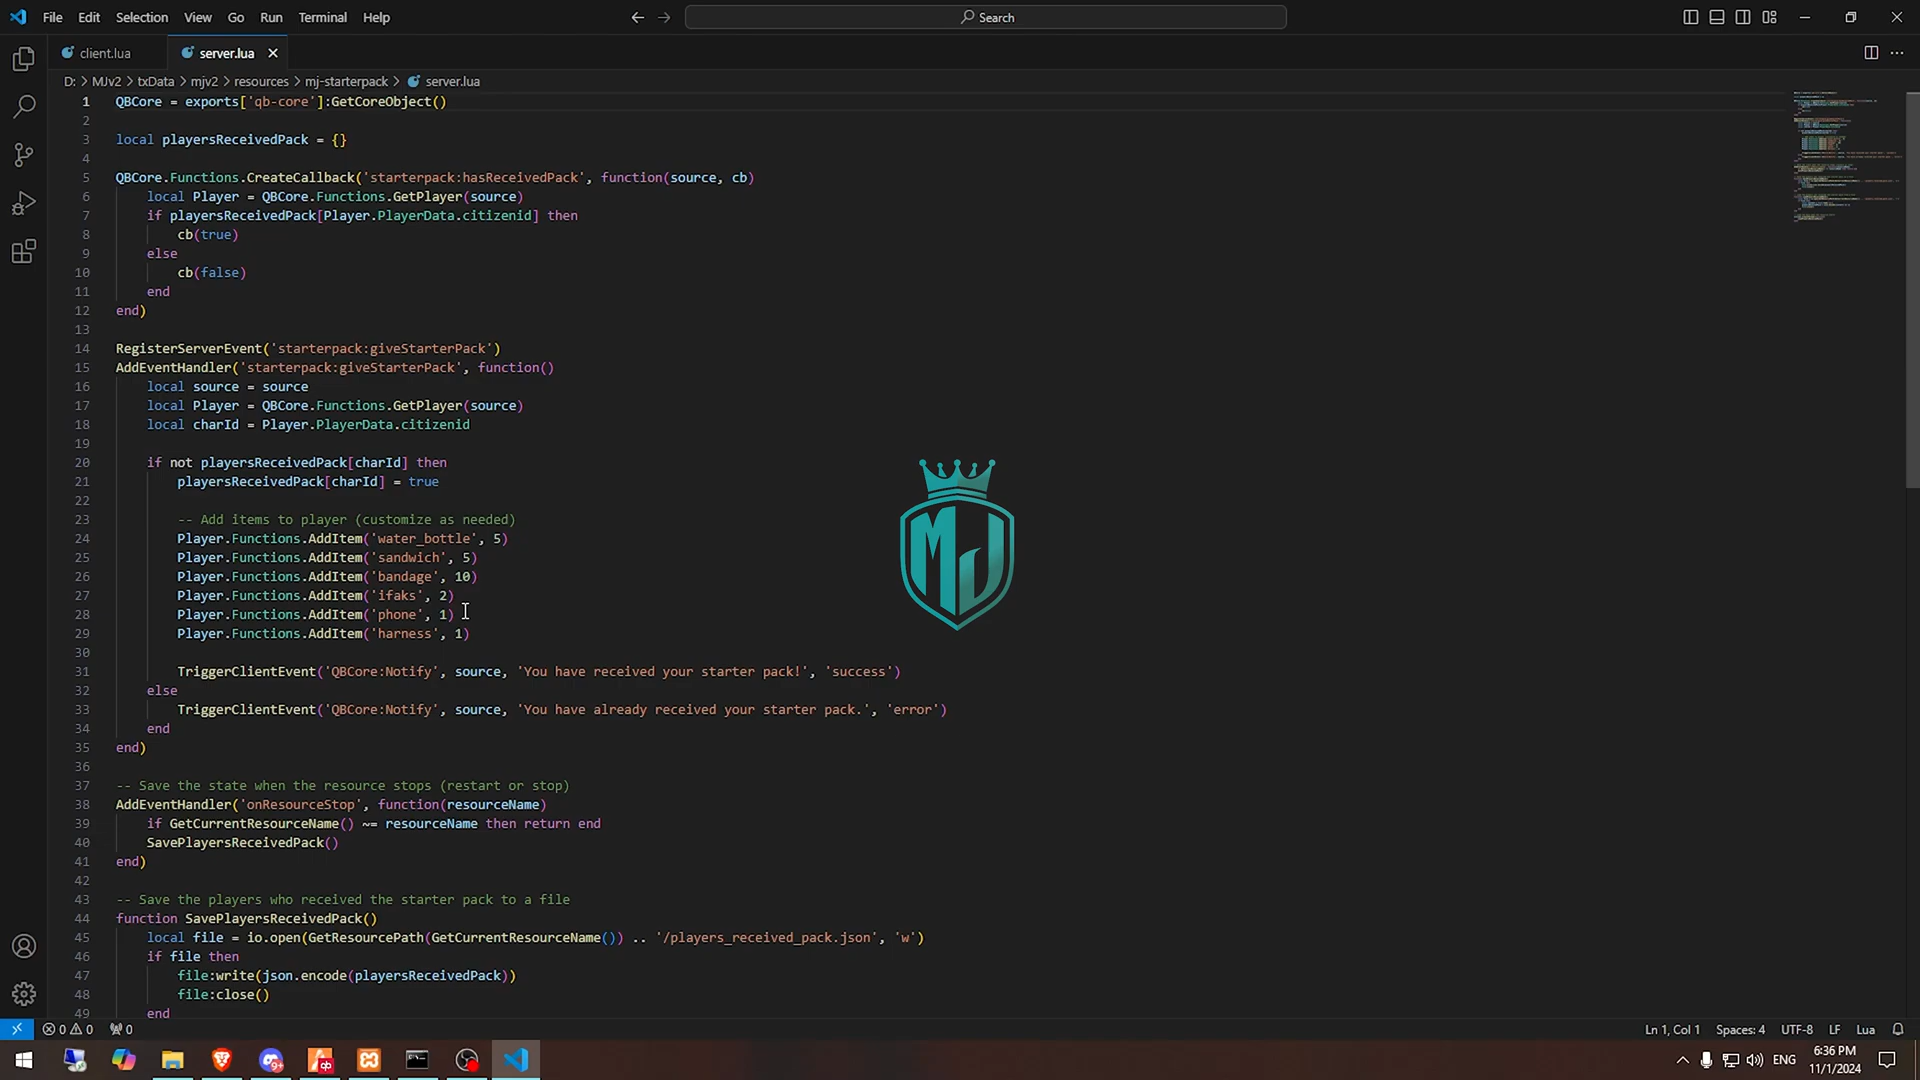 File Edit Selection View Go Run Terminal Help
Search
client.lua
server.lua
D: > MJv2 > txData > mjv2 > resources > mj-starterpack > server.lua
1 QBCore = exports['qb-core']:GetCoreObject()
2
3 local playersReceivedPack = {}
4
5 QBCore.Functions.CreateCallback('starterpack:hasReceivedPack', function(source, cb)
6 local Player = QBCore.Functions.GetPlayer(source)
7 if playersReceivedPack[Player.PlayerData.citizenid] then
8 cb(true)
9 else
10 cb(false)
11 end
12 end)
13
14 RegisterServerEvent('starterpack:giveStarterPack')
15 AddEventHandler('starterpack:giveStarterPack', function()
16 local source = source
17 local Player = QBCore.Functions.GetPlayer(source)
18 local charId = Player.PlayerData.citizenid
19
20 if not playersReceivedPack[charId] then
21 playersReceivedPack[charId] = true
22
23 -- Add items to player (customize as needed)
24 Player.Functions.AddItem('water_bottle', 5)
25 Player.Functions.AddItem('sandwich', 5)
26 Player.Functions.AddItem('bandage', 10)
27 Player.Functions.AddItem('ifaks', 2)
28 Player.Functions.AddItem('phone', 1)
29 Player.Functions.AddItem('harness', 1)
30
31 TriggerClientEvent('QBCore:Notify', source, 'You have received your starter pack!', 'success')
32 else
33 TriggerClientEvent('QBCore:Notify', source, 'You have already received your starter pack.', 'error')
34 end
35 end)
36
37 -- Save the state when the resource stops (restart or stop)
38 AddEventHandler('onResourceStop', function(resourceName)
39 if GetCurrentResourceName() ~= resourceName then return end
40 SavePlayersReceivedPack()
41 end)
42
43 -- Save the players who received the starter pack to a file
44 function SavePlayersReceivedPack()
45 local file = io.open(GetResourcePath(GetCurrentResourceName()) .. '/players_received_pack.json', 'w')
46 if file then
47 file:write(json.encode(playersReceivedPack))
48 file:close()
49 end
MJ
0 0 0
Ln 1, Col 1 Spaces: 4 UTF-8 LF Lua
9+
qb
ENG
6:36 PM
11/1/2024